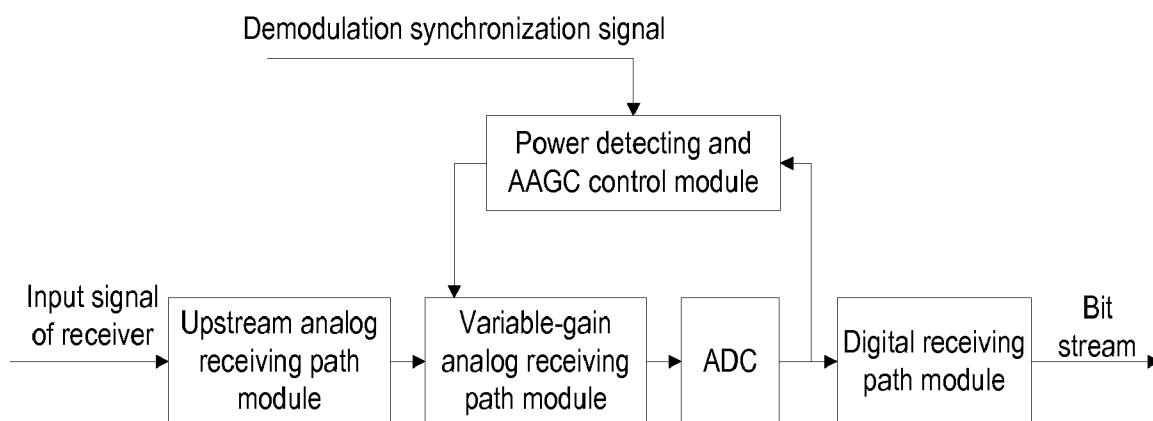 Demodulation synchronization signal
Power detecting and
AAGC control module
Input signal
of receiver
Upstream analog
receiving path
module
Variable-gain
analog receiving
path module
ADC
Digital receiving
path module
Bit
stream